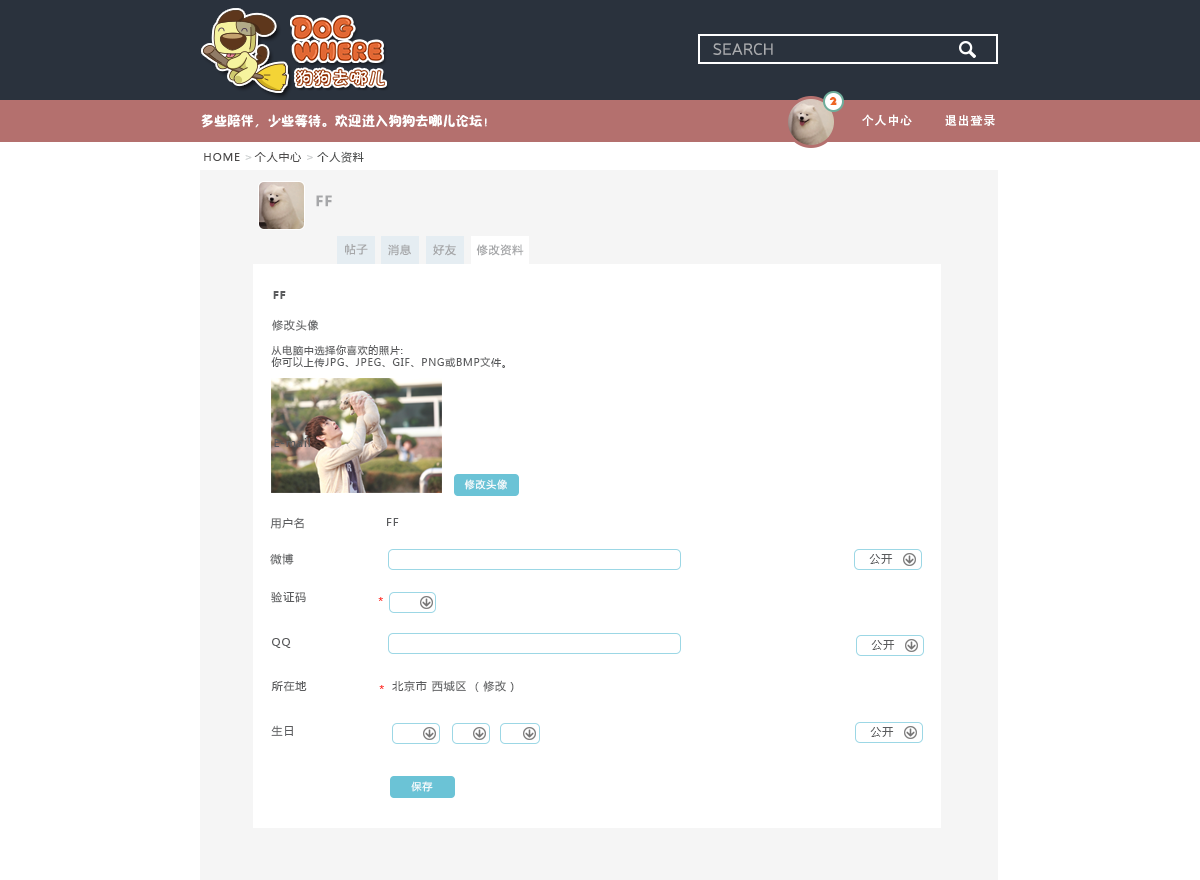 DOG
WHERE
狗狗去哪儿
SEARCH
2
多些陪伴，少些等待。欢迎进入狗狗去哪儿论坛！
个人中心
退出登录
HOME > 个人中心 > 个人资料
FF
帖子 消息 好友 修改资料
FF
修改头像
从电脑中选择你喜欢的照片:
你可以上传JPG、JPEG、GIF、PNG或BMP文件。
修改头像
用户名 FF
微博 公开
验证码 *
QQ 公开
所在地 * 北京市 西城区 （ 修改 ）
生日 公开
保存